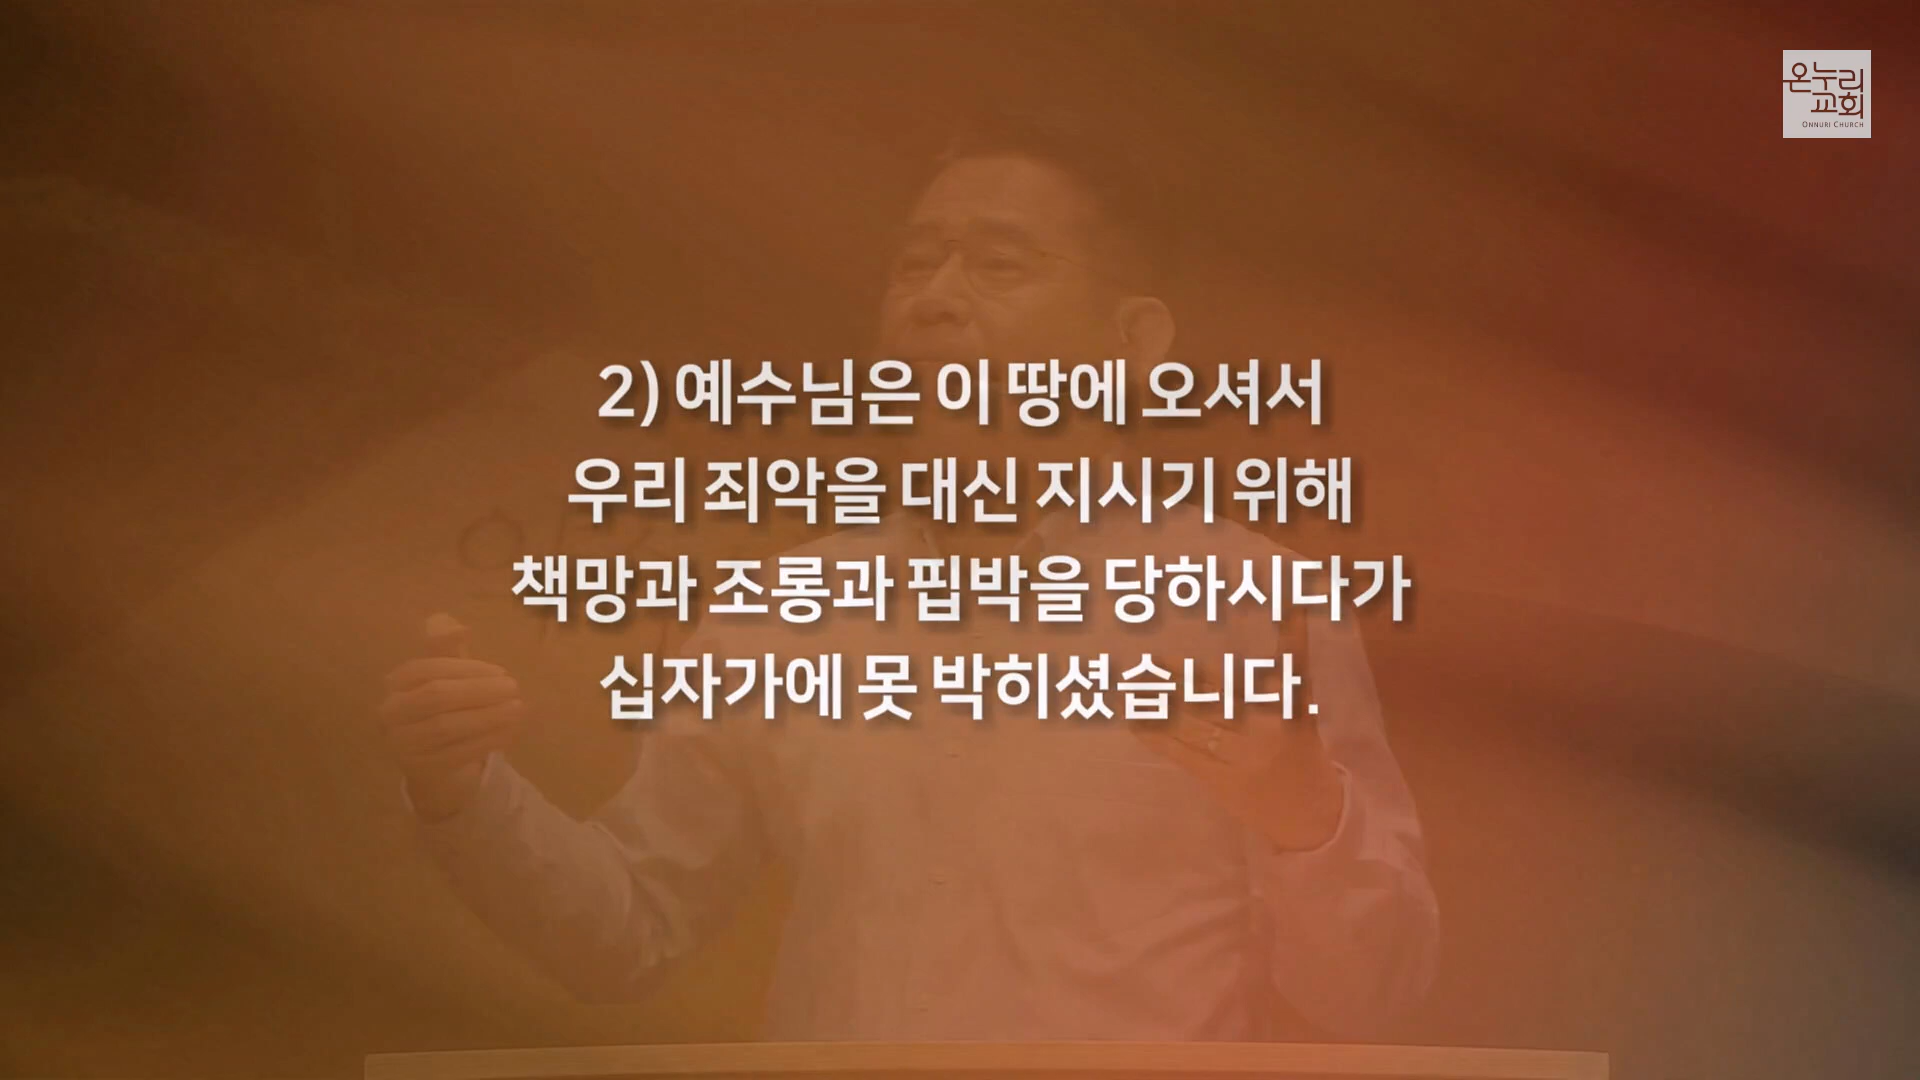 온누리
교회
ONNURI CHURCH
2) 예수님은 이 땅에 오셔서
우리 죄악을 대신 지시기 위해
책망과 조롱과 핍박을 당하시다가
십자가에 못 박히셨습니다.